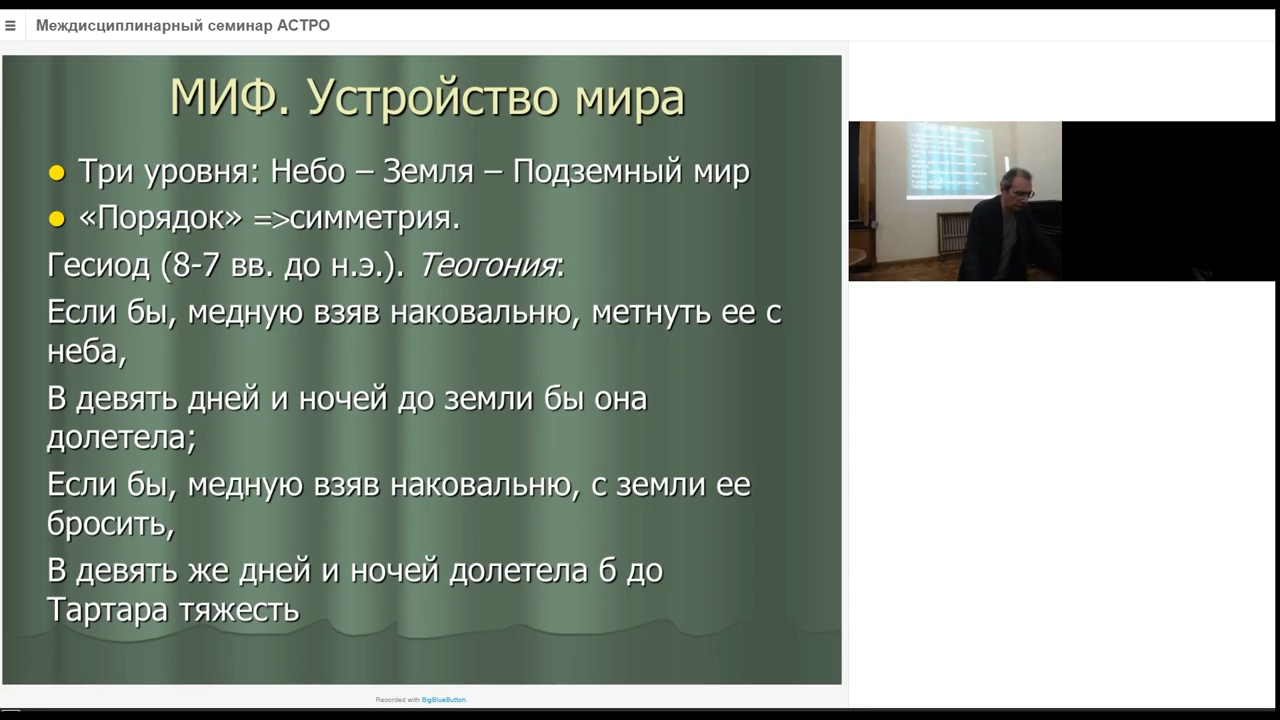 Междисциплинарный семинар АСТРО
МИФ. Устройство мира
Три уровня: Небо – Земля – Подземный мир
«Порядок» =>симметрия.
Гесиод (8-7 вв. до н.э.). Теогония:
Если бы, медную взяв наковальню, метнуть ее с
неба,
В девять дней и ночей до земли бы она
долетела;
Если бы, медную взяв наковальню, с земли ее
бросить,
В девять же дней и ночей долетела б до
Тартара тяжесть
Recorded with BigBlueButton.